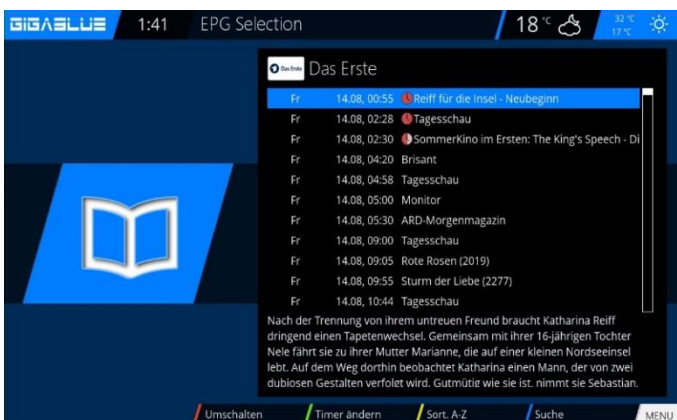 GIGABLUE 1:41 EPG Selection 18 °C 32 °C
17 °C
Das Erste Das Erste
Fr 14.08, 00:55 Reiff für die Insel - Neubeginn
Fr 14.08, 02:28 Tagesschau
Fr 14.08, 02:30 SommerKino im Ersten: The King's Speech - Di
Fr 14.08, 04:20 Brisant
Fr 14.08, 04:58 Tagesschau
Fr 14.08, 05:00 Monitor
Fr 14.08, 05:30 ARD-Morgenmagazin
Fr 14.08, 09:00 Tagesschau
Fr 14.08, 09:05 Rote Rosen (2019)
Fr 14.08, 09:55 Sturm der Liebe (2277)
Fr 14.08, 10:44 Tagesschau
Nach der Trennung von ihrem untreuen Freund braucht Katharina Reiff
dringend einen Tapetenwechsel. Gemeinsam mit ihrer 16-jährigen Tochter
Nele fährt sie zu ihrer Mutter Marianne, die auf einer kleinen Nordseeinsel
lebt. Auf dem Weg dorthin beobachtet Katharina einen Mann, der von zwei
dubiosen Gestalten verfolgt wird. Gutmütig wie sie ist, nimmt sie Sebastian,
Umschalten Timer ändern Sort. A-Z Suche MENU